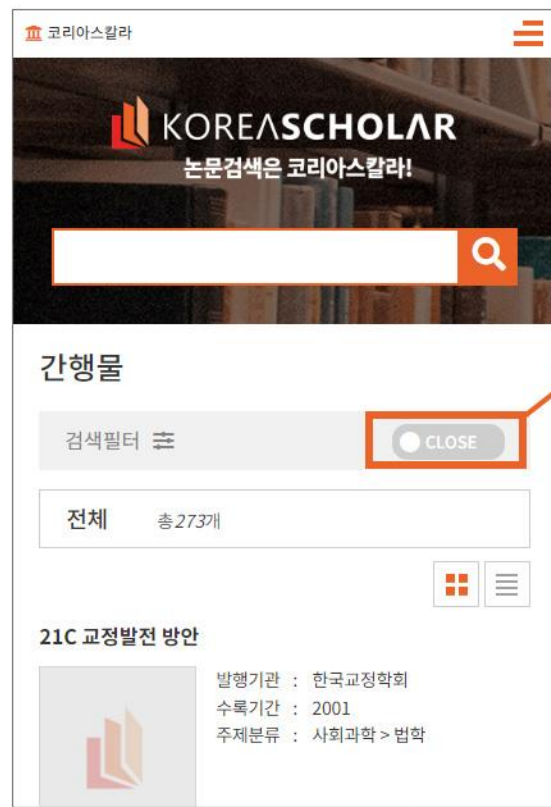 코리아스칼라
KOREASCHOLAR
논문검색은 코리아스칼라!
간행물
검색필터
CLOSE
전체 총273개
21C 교정발전 방안
발행기관 : 한국교정학회
수록기간 : 2001
주제분류 : 사회과학 > 법학